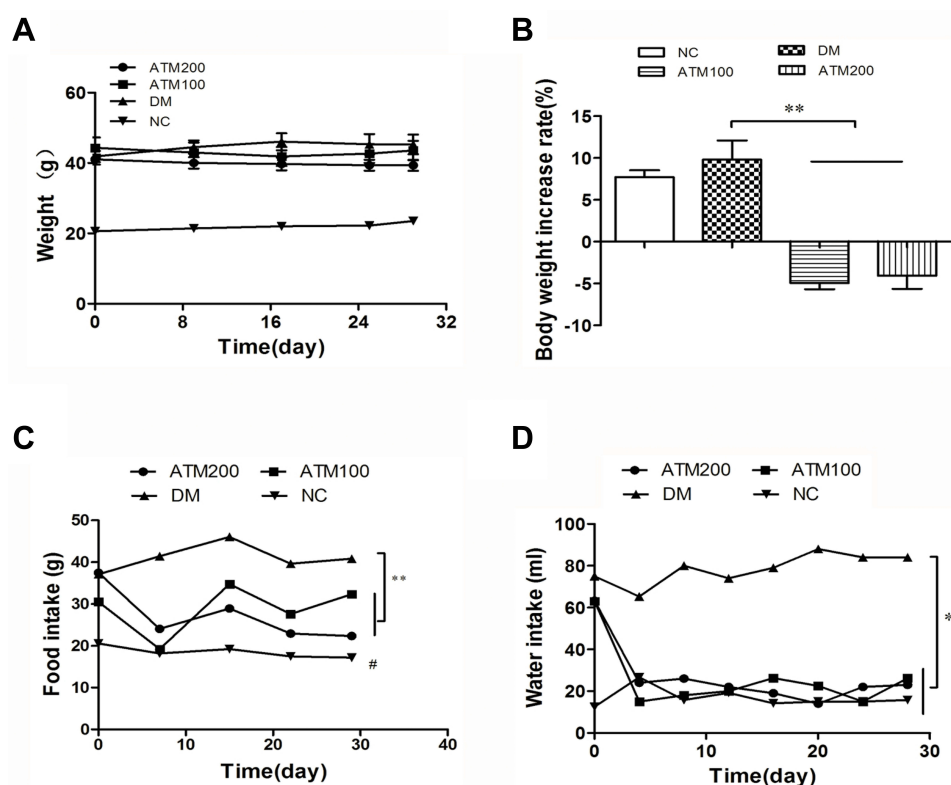 A
ATM200
ATM100
DM
NC
60
40
20
0
Weight (g)
0 8 16 24 32
Time(day)
B
NC DM
ATM100 ATM200
15
10
5
0
-5
-10
Body weight increase rate(%)
**
C
ATM200 ATM100
DM NC
50
40
30
20
10
0
Food intake (g)
**
#
0 10 20 30 40
Time(day)
D
ATM200 ATM100
DM NC
100
80
60
40
20
0
Water intake (ml)
*
0 10 20 30
Time(day)